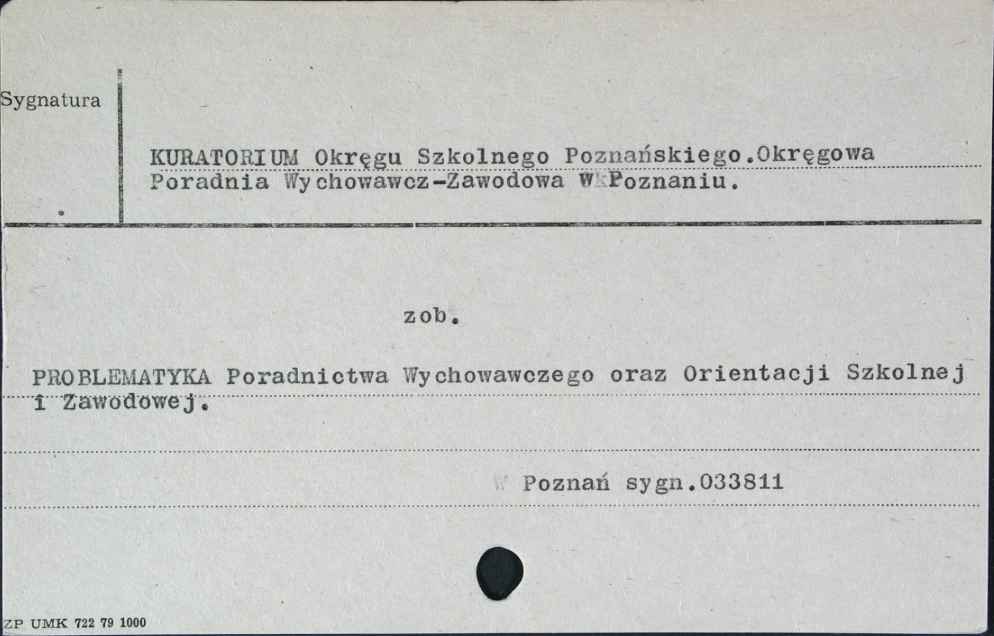 Sygnatura
KURATORIUM Okręgu Szkolnego Poznańskiego.Okręgowa
Poradnia Wychowawcz-Zawodowa w Poznaniu.
zob.
PROBLEMATYKA Poradnictwa Wychowawczego oraz Orientacji Szkolnej
i Zawodowej.
W Poznań sygn.033811
ZP UMK 722 79 1000